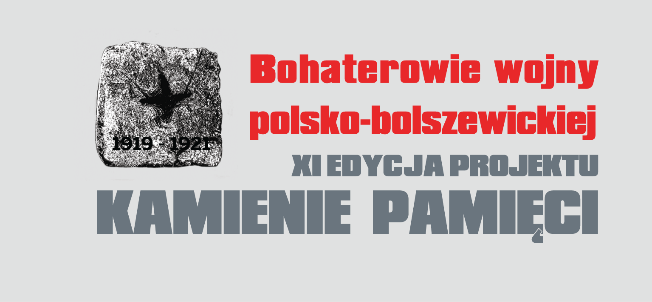 1919 1921
Bohaterowie wojny
polsko-bolszewickiej
XI EDYCJA PROJEKTU
KAMIENIE PAMIĘCI